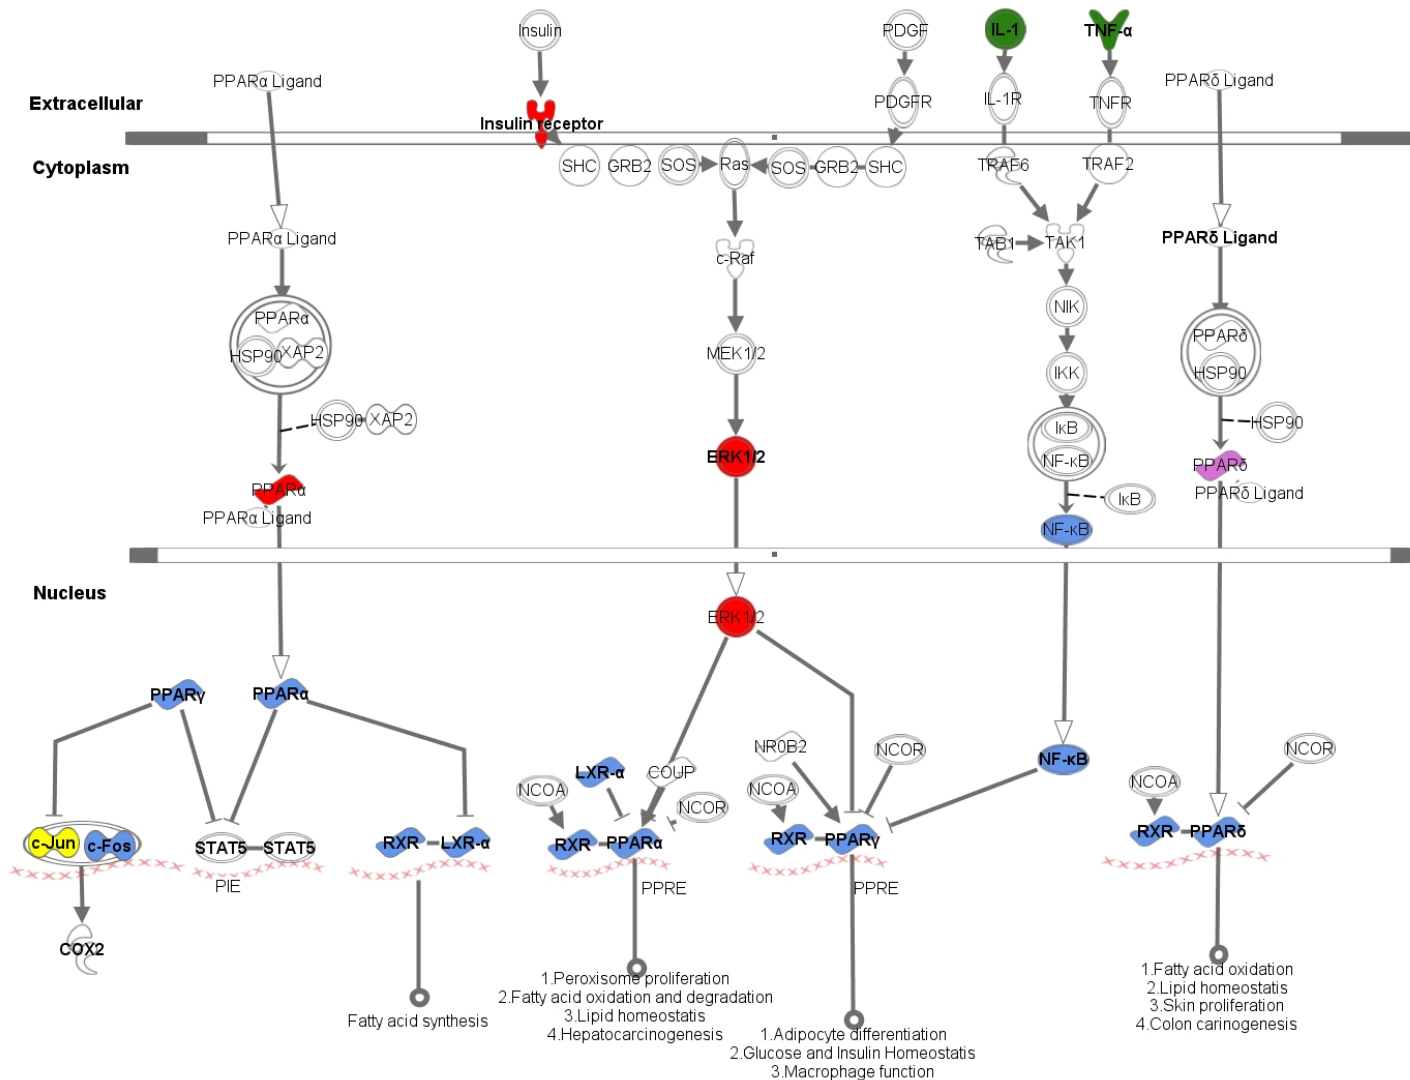 Insulin
PDGF
IL-1
TNF-α
PPARα Ligand
PPARδ Ligand
Extracellular
PDGFR
IL-1R
TNFR
Insulin receptor
Cytoplasm
SHC
GRB2
SOS
Ras
SOS
GRB2
SHC
TRAF6
TRAF2
PPARα Ligand
c-Raf
TAB1
TAK1
PPARδ Ligand
PPARα
HSP90
XAP2
MEK1/2
NIK
IKK
PPARδ
HSP90
HSP90
XAP2
IκB
NF-κB
HSP90
ERK1/2
PPARα
PPARα Ligand
IκB
NF-κB
PPARδ
PPARδ Ligand
Nucleus
ERK1/2
PPARγ
PPARα
LXR-α
COUP
NR0B2
NCOR
NF-κB
NCOR
NCOA
NCOR
NCOA
NCOA
c-Jun
c-Fos
STAT5
STAT5
RXR
LXR-α
RXR
PPARα
RXR
PPARγ
RXR
PPARδ
PIE
PPRE
PPRE
COX2
Fatty acid synthesis
1.Peroxisome proliferation
2.Fatty acid oxidation and degradation
3.Lipid homeostatis
4.Hepatocarcinogenesis
1.Adipocyte differentiation
2.Glucose and Insulin Homeostatis
3.Macrophage function
1.Fatty acid oxidation
2.Lipid homeostatis
3.Skin proliferation
4.Colon carinogenesis